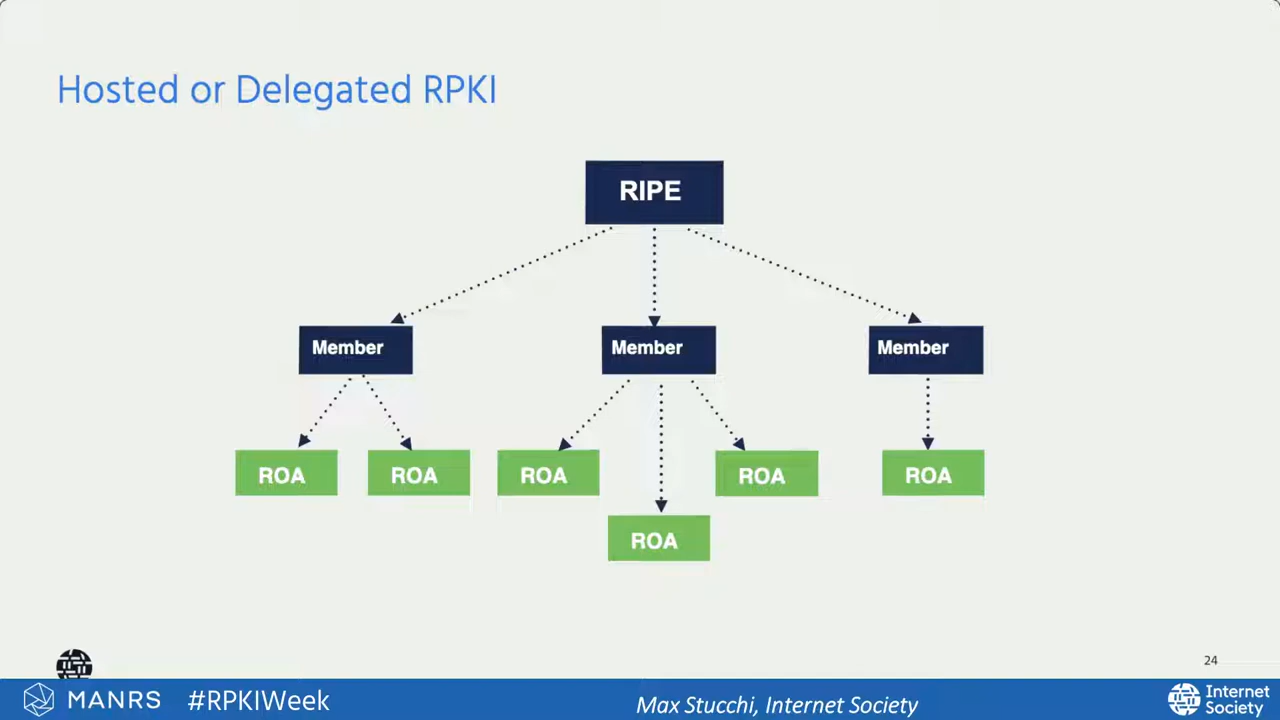 Hosted or Delegated RPKI
RIPE
Member
Member
Member
ROA
ROA
ROA
ROA
ROA
ROA
24
MANRS
#RPKIWeek
Max Stucchi, Internet Society
Internet
Society